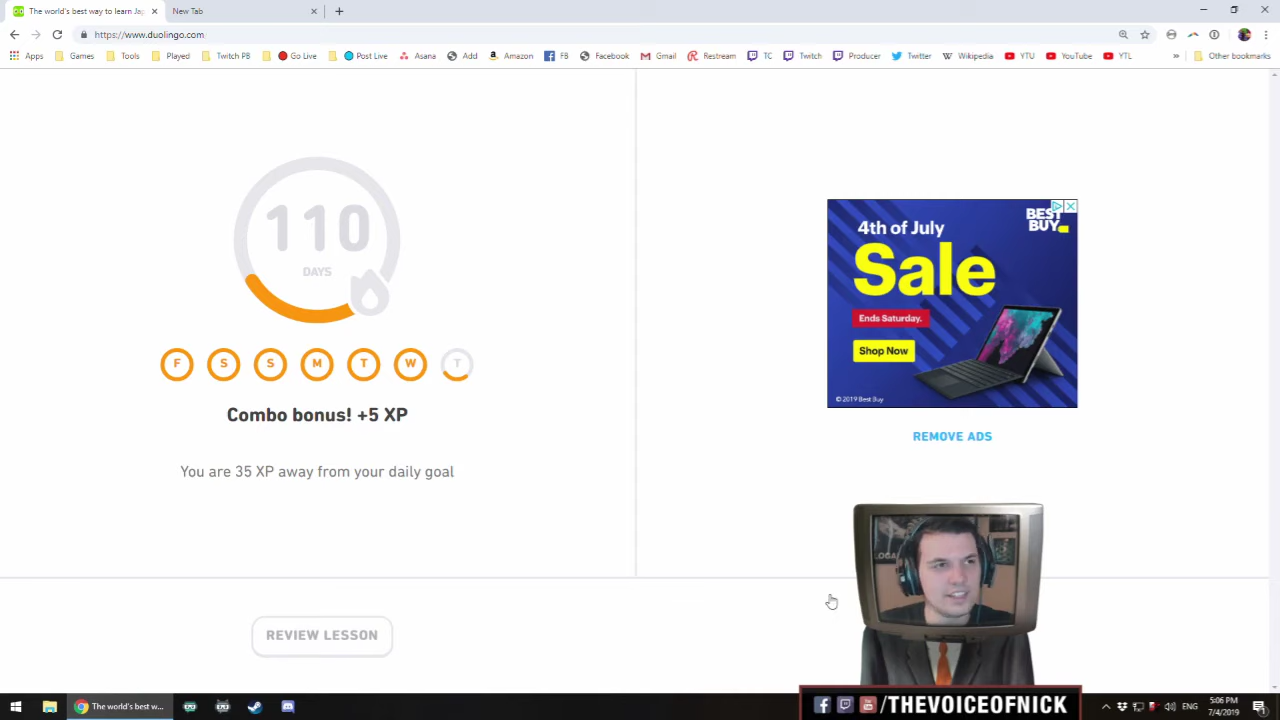 The world's best way to learn Jap
New Tab
https://www.duolingo.com
Apps
Games
Tools
Played
Twitch PB
Go Live
Post Live
Asana
Add
Amazon
FB
Facebook
Gmail
Restream
TC
Twitch
Producer
Twitter
Wikipedia
YTU
YouTube
YTL
»
Other bookmarks
110
DAYS
F S S M T W T
Combo bonus! +5 XP
You are 35 XP away from your daily goal
REVIEW LESSON
4th of July
BEST
BUY
Sale
Ends Saturday.
Shop Now
© 2019 Best Buy
REMOVE ADS
/THEVOICEOFNICK
The world's best w...
ENG
5:06 PM
7/4/2019